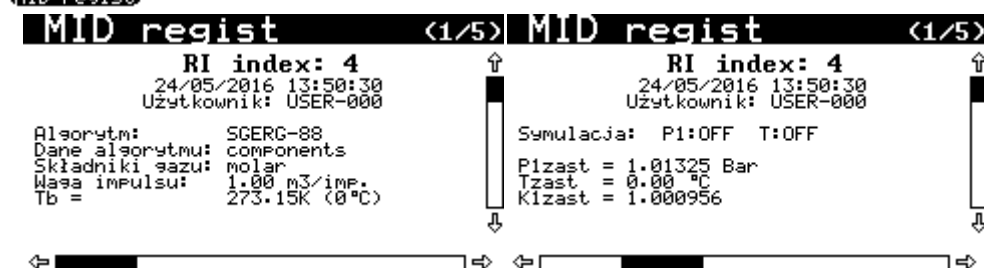 MID regist (1/5)
RI index: 4
24/05/2016 13:50:30
Użytkownik: USER-000
Algorytm: SGERG-88
Dane algorytmu: components
Składniki gazu: molar
Waga impulsu: 1.00 m3/imp.
Tb = 273.15K (0°C)
MID regist (1/5)
RI index: 4
24/05/2016 13:50:30
Użytkownik: USER-000
Symulacja: P1:OFF T:OFF
P1zast = 1.01325 Bar
Tzast = 0.00 °C
K1zast = 1.000956